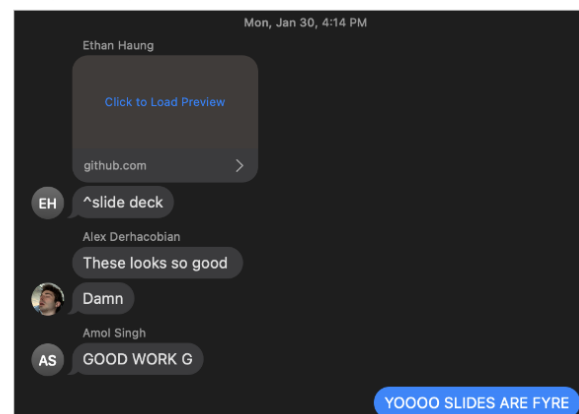 Mon, Jan 30, 4:14 PM
Ethan Haung
Click to Load Preview
github.com
EH
^slide deck
Alex Derhacobian
These looks so good
Damn
Amol Singh
AS
GOOD WORK G
YOOOO SLIDES ARE FYRE